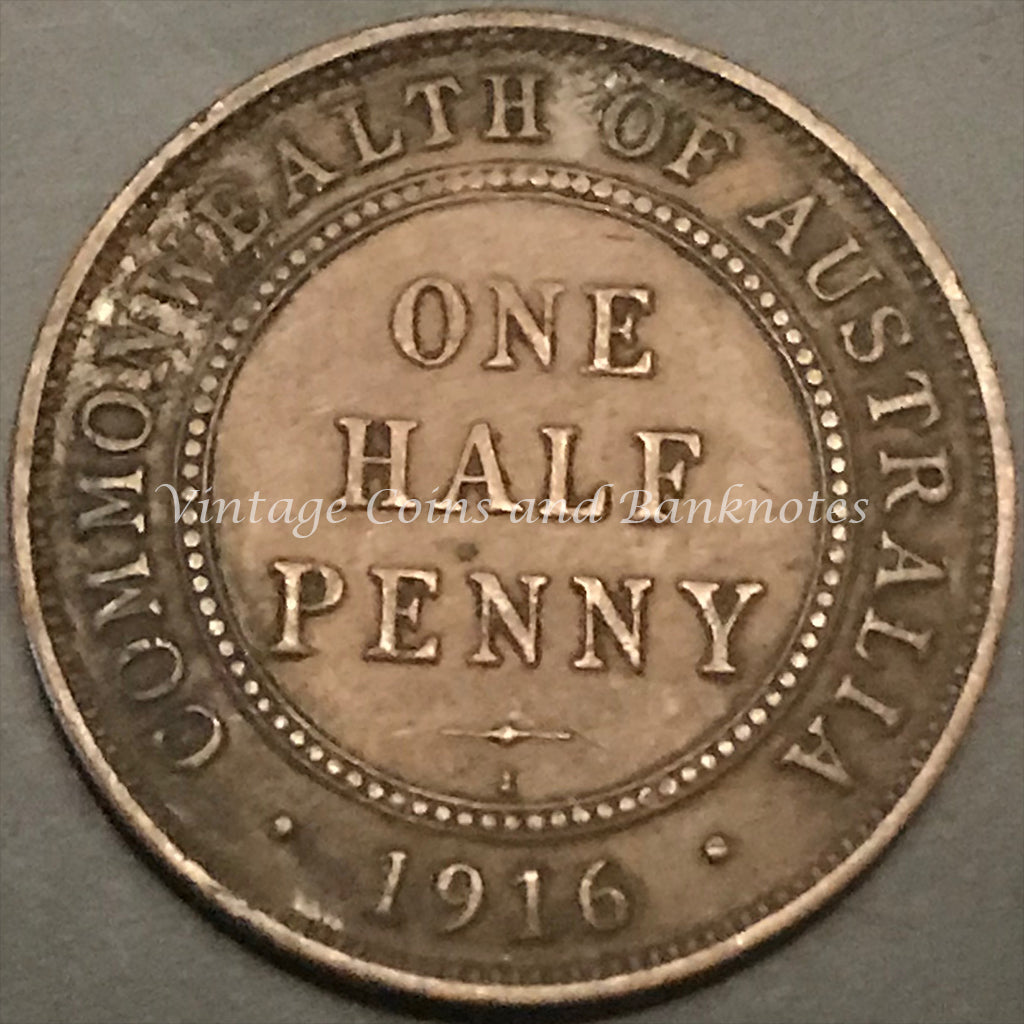 COMMONWEALTH OF AUSTRALIA
ONE
HALF
Vintage Coins and Banknotes
PENNY
I
· 1916 ·